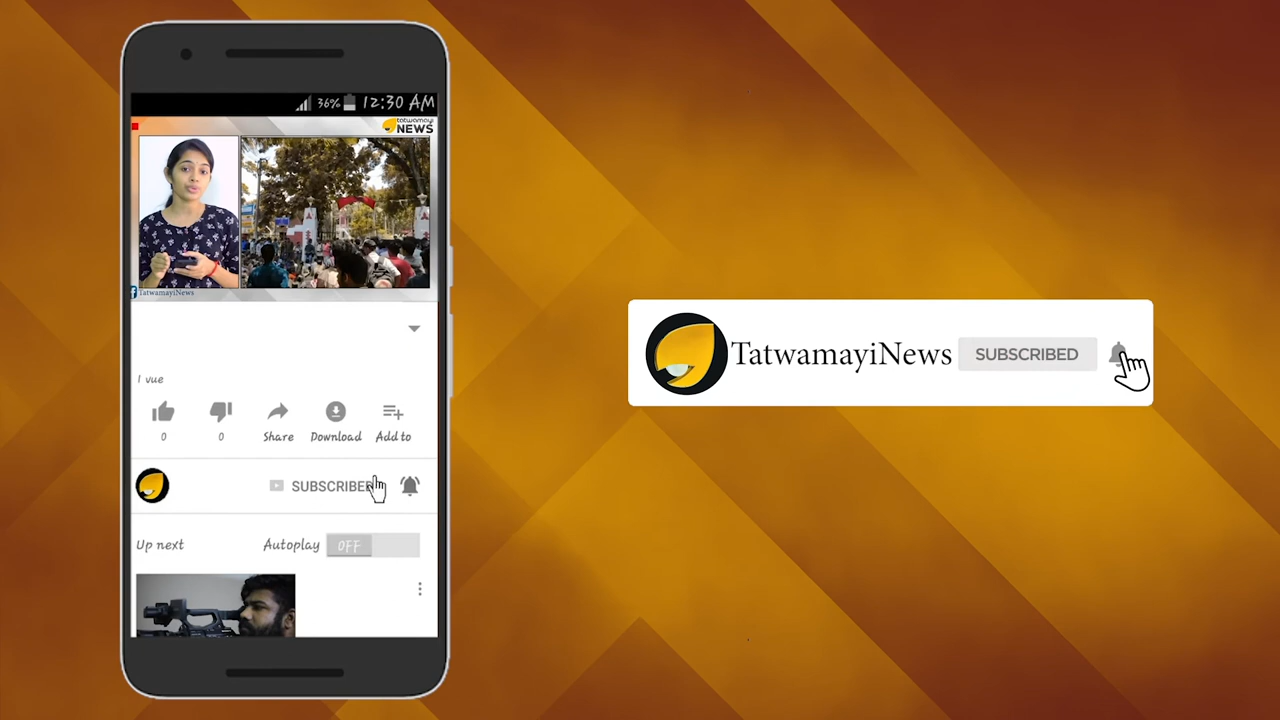 36% 12:30 AM
tatwamayi
NEWS
TatwamayiNews
1 vue
0 0 Share Download Add to
SUBSCRIBED
Up next Autoplay OFF
TatwamayiNews SUBSCRIBED